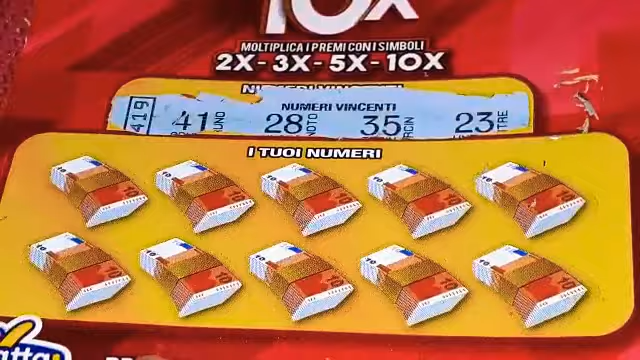 10X
MOLTIPLICA I PREMI CON I SIMBOLI
2X - 3X - 5X - 10X
NUMERI VINCENTI
NUMERI VINCENTI
419 41 28 35 23
I TUOI NUMERI